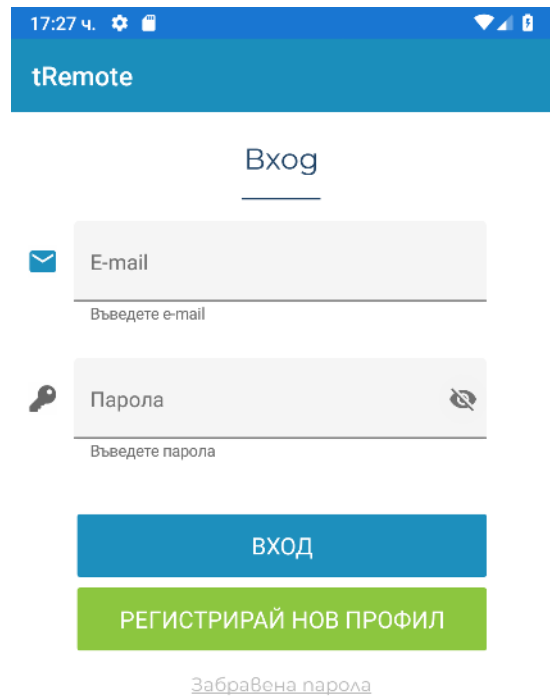 17:27 ч.
tRemote
Вход
E-mail
Въведете e-mail
Парола
Въведете парола
ВХОД
РЕГИСТРИРАЙ НОВ ПРОФИЛ
Забравена парола